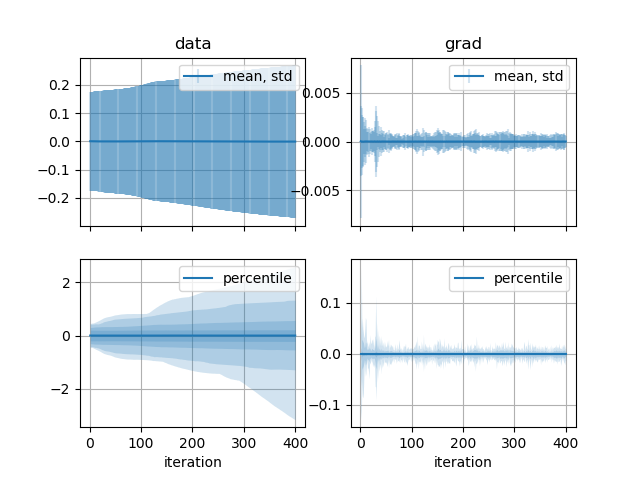 data
grad
mean, std
mean, std
0.2
0.1
0.0
−0.1
−0.2
0.005
0.000
−0.005
percentile
percentile
2
0
−2
0.1
0.0
−0.1
0 100 200 300 400
0 100 200 300 400
iteration
iteration